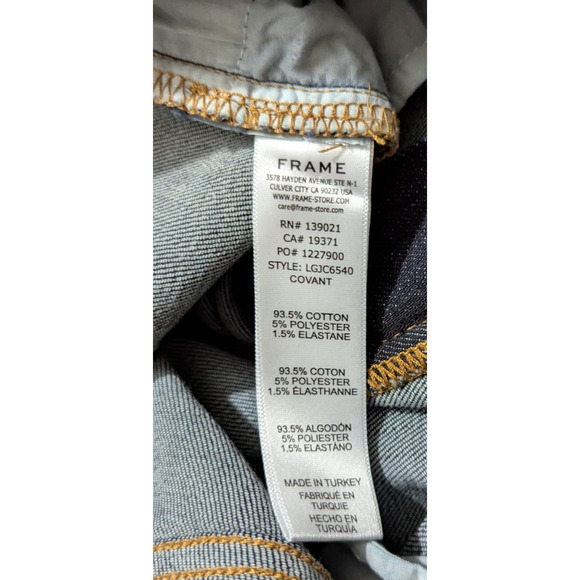 FRAME
3578 HAYDEN AVENUE STE N-1
CULVER CITY CA 90232 USA
WWW.FRAME-STORE.COM
care@frame-store.com
RN# 139021
CA# 19371
PO# 1227900
STYLE: LGJC6540
COVANT
93.5% COTTON
5% POLYESTER
1.5% ELASTANE
93.5% COTON
5% POLYESTER
1.5% ÉLASTHANNE
93.5% ALGODÓN
5% POLIESTER
1.5% ELASTÁNO
MADE IN TURKEY
FABRIQUÉ EN
TURQUIE
HECHO EN
TURQUÍA